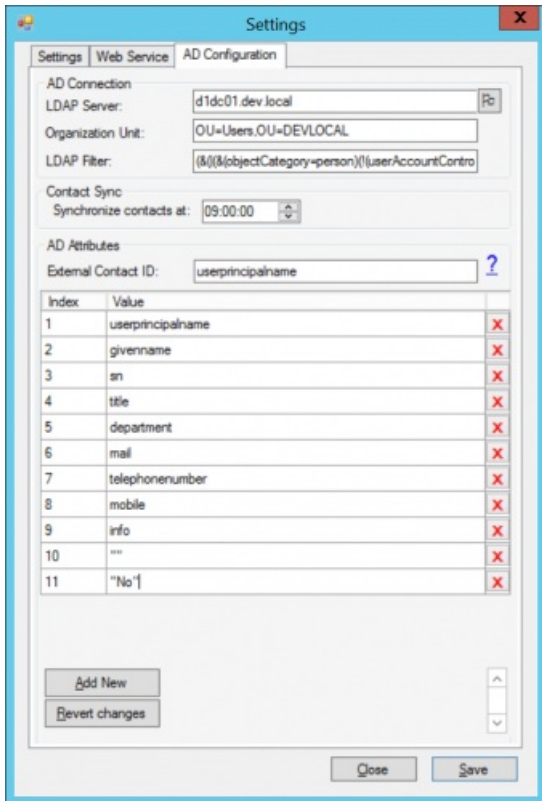 Settings
X
Settings Web Service AD Configuration
AD Connection
LDAP Server: d1dc01.dev.local
Organization Unit: OU=Users,OU=DEVLOCAL
LDAP Filter: (&(|(&(objectCategory=person)(!(userAccountContro
Contact Sync
Synchronize contacts at: 09:00:00
AD Attributes
External Contact ID: userprincipalname ?
Index Value
1 userprincipalname X
2 givenname X
3 sn X
4 title X
5 department X
6 mail X
7 telephonenumber X
8 mobile X
9 info X
10 "" X
11 "No" X
Add New
Revert changes
Close Save